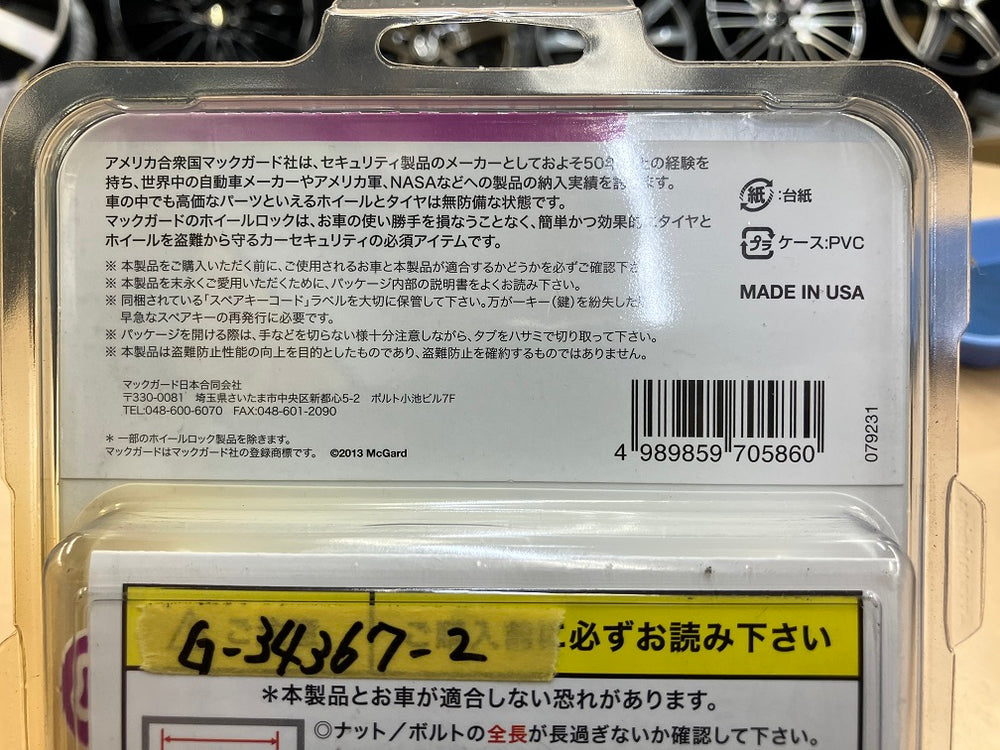 アメリカ合衆国マックガード社は、セキュリティ製品のメーカーとしておよそ50 の経験を
持ち、世界中の自動車メーカーやアメリカ軍、NASAなどへの製品の納入実績を ます。
車の中でも高価なパーツといえるホイールとタイヤは無防備な状態です。
マックガードのホイールロックは、お車の使い勝手を損なうことなく、簡単かつ効果的にタイヤと
ホイールを盗難から守るカーセキュリティの必須アイテムです。
※ 本製品をご購入いただく前に、ご使用されるお車と本製品が適合するかどうかを必ずご確認下さ
※ 本製品を末永くご愛用いただくために、パッケージ内部の説明書をよくお読み下さい。
※ 同梱されている「スペアキーコード」ラベルを大切に保管して下さい。万がーキー(鍵)を紛失した
早急なスペアキーの再発行に必要です。
※ パッケージを開ける際は、手などを切らない様十分注意しながら、タブをハサミで切り取って下さい。
※ 本製品は盗難防止性能の向上を目的としたものであり、盗難防止を確約するものではありません。
マックガード日本合同会社
〒330-0081 埼玉県さいたま市中央区新都心5-2 ポルト小池ビル7F
TEL:048-600-6070 FAX:048-601-2090
* 一部のホイールロック製品を除きます。
マックガードはマックガード社の登録商標です。 ©2013 McGard
紙:台紙
プラ ケース:PVC
MADE IN USA
4 989859 705860
079231
G-34367-2
必ずお読み下さい
*本製品とお車が適合しない恐れがあります。
◎ナット/ボルトの全長が長過ぎないか確認して下さい。